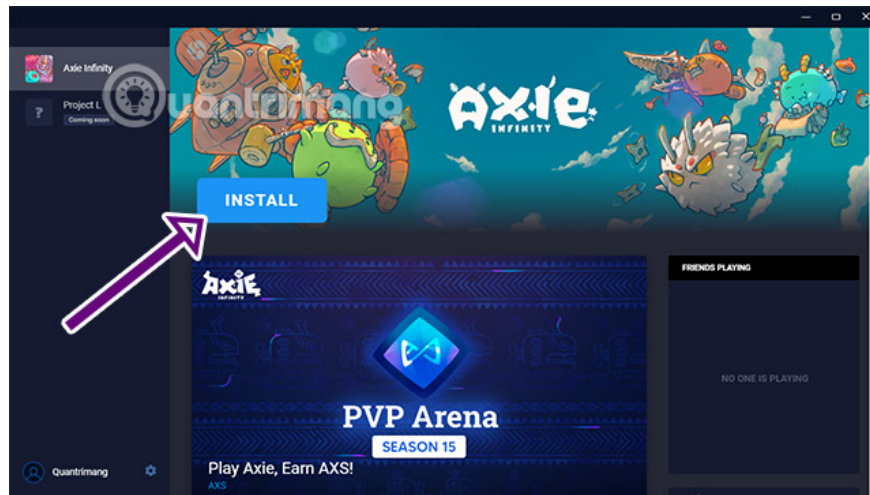 Axie Infinity
Project L
Coming soon
?
Quantrimang
AXIE
INFINITY
INSTALL
AXIE
INFINITY
PVP Arena
SEASON 15
Play Axie, Earn AXS!
AXS
FRIENDS PLAYING
NO ONE IS PLAYING
Quantrimang